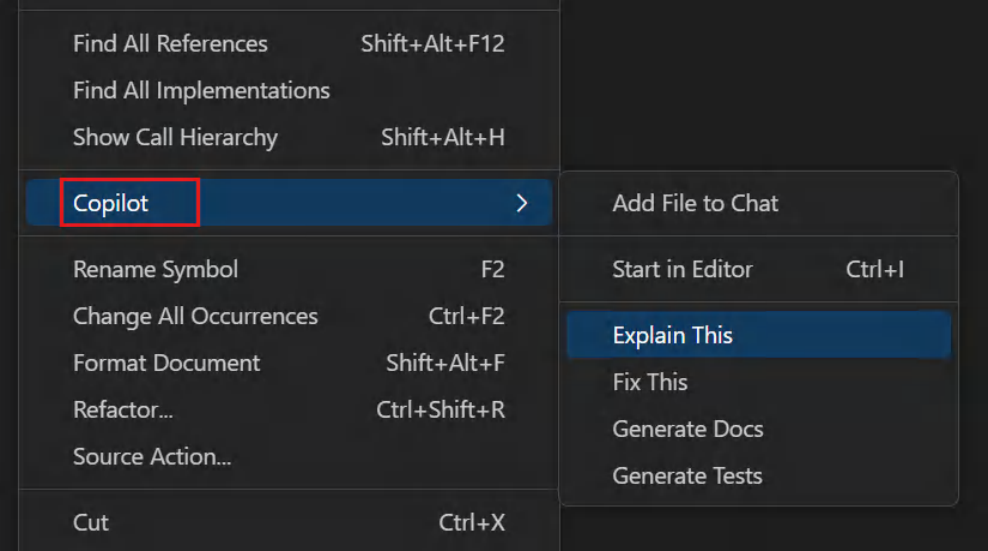 Find All References Shift+Alt+F12
Find All Implementations
Show Call Hierarchy Shift+Alt+H
Copilot
Rename Symbol F2
Change All Occurrences Ctrl+F2
Format Document Shift+Alt+F
Refactor... Ctrl+Shift+R
Source Action...
Cut Ctrl+X
Add File to Chat
Start in Editor Ctrl+I
Explain This
Fix This
Generate Docs
Generate Tests